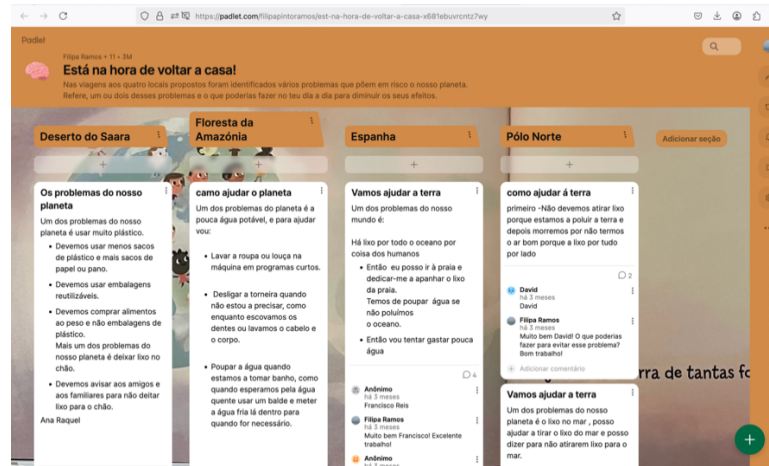 https://padlet.com/filipapintoramos/est-na-hora-de-voltar-a-casa-x681ebuvrcntz7wy
Padlet
Filipa Ramos + 11 • 3M
Está na hora de voltar a casa!
Nas viagens aos quatro locais propostos foram identificados vários problemas que põem em risco o nosso planeta.
Refere, um ou dois desses problemas e o que poderias fazer no teu dia a dia para diminuir os seus efeitos.
Deserto do Saara
Os problemas do nosso
planeta
Um dos problemas do nosso
planeta é usar muito plástico.
• Devemos usar menos sacos
de plástico e mais sacos de
papel ou pano.
• Devemos usar embalagens
reutilizáveis.
• Devemos comprar alimentos
ao peso e não embalagens de
plástico.
Mais um dos problemas do
nosso planeta é deixar lixo no
chão.
• Devemos avisar aos amigos e
aos familiares para não deitar
lixo para o chão.
Ana Raquel
Floresta da
Amazónia
camo ajudar o planeta
Um dos problemas do planeta é a
pouca água potável, e para ajudar
vou:
• Lavar a roupa ou louça na
máquina em programas curtos.
• Desligar a torneira quando
não estou a precisar, como
enquanto escovamos os
dentes ou lavamos o cabelo e
o corpo.
• Poupar a água quando
estamos a tomar banho, como
quando esperamos pela água
quente usar um balde e meter
a água fria lá dentro para
quando for necessário.
Espanha
Vamos ajudar a terra
Um dos problemas do nosso
mundo é:
Há lixo por todo o oceano por
coisa dos humanos
• Então eu posso ir à praia e
dedicar-me a apanhar o lixo
da praia.
Temos de poupar água se
não poluímos
o oceano.
• Então vou tentar gastar pouca
água
4
Anônimo
há 3 meses
Francisco Reis
Filipa Ramos
há 3 meses
Muito bem Francisco! Excelente
trabalho!
Anônimo
há 3 meses
Pólo Norte
como ajudar á terra
primeiro -Não devemos atirar lixo
porque estamos a poluir a terra e
depois morremos por não termos
o ar bom porque a lixo por tudo
por lado
2
David
há 3 meses
David
Filipa Ramos
há 3 meses
Muito bem David! O que poderias
fazer para evitar esse problema?
Bom trabalho!
Adicionar comentário
Vamos ajudar a terra
Um dos problemas do nosso
planeta é o lixo no mar , posso
ajudar a tirar o lixo do mar e posso
dizer para não atirarem lixo para o
mar.
Adicionar seção
rra de tantas fo